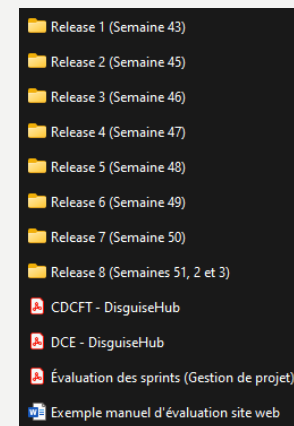 Release 1 (Semaine 43)
Release 2 (Semaine 45)
Release 3 (Semaine 46)
Release 4 (Semaine 47)
Release 5 (Semaine 48)
Release 6 (Semaine 49)
Release 7 (Semaine 50)
Release 8 (Semaines 51, 2 et 3)
CDCFT - DisguiseHub
DCE - DisguiseHub
Évaluation des sprints (Gestion de projet)
Exemple manuel d'évaluation site web